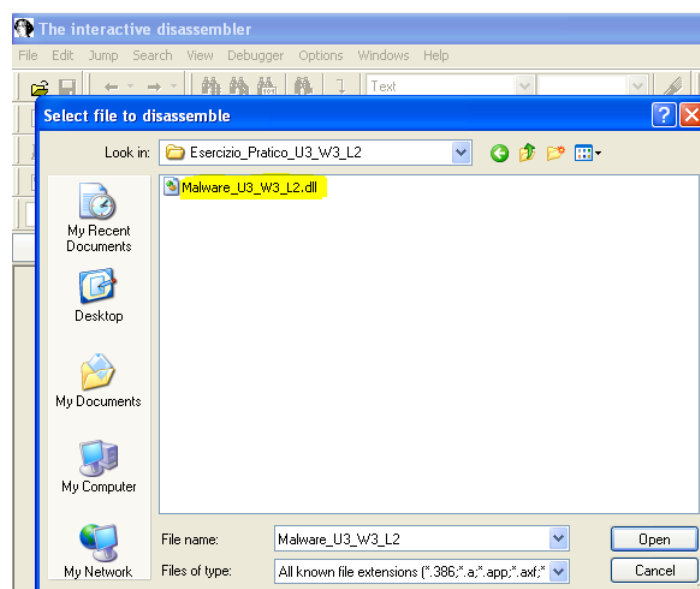 The interactive disassembler
File Edit Jump Search View Debugger Options Windows Help
Text
Select file to disassemble
Look in: Esercizio_Pratico_U3_W3_L2
Malware_U3_W3_L2.dll
My Recent
Documents
Desktop
My Documents
My Computer
My Network
File name: Malware_U3_W3_L2 Open
Files of type: All known file extensions (*.386;*.a;*.app;*.axf;* Cancel